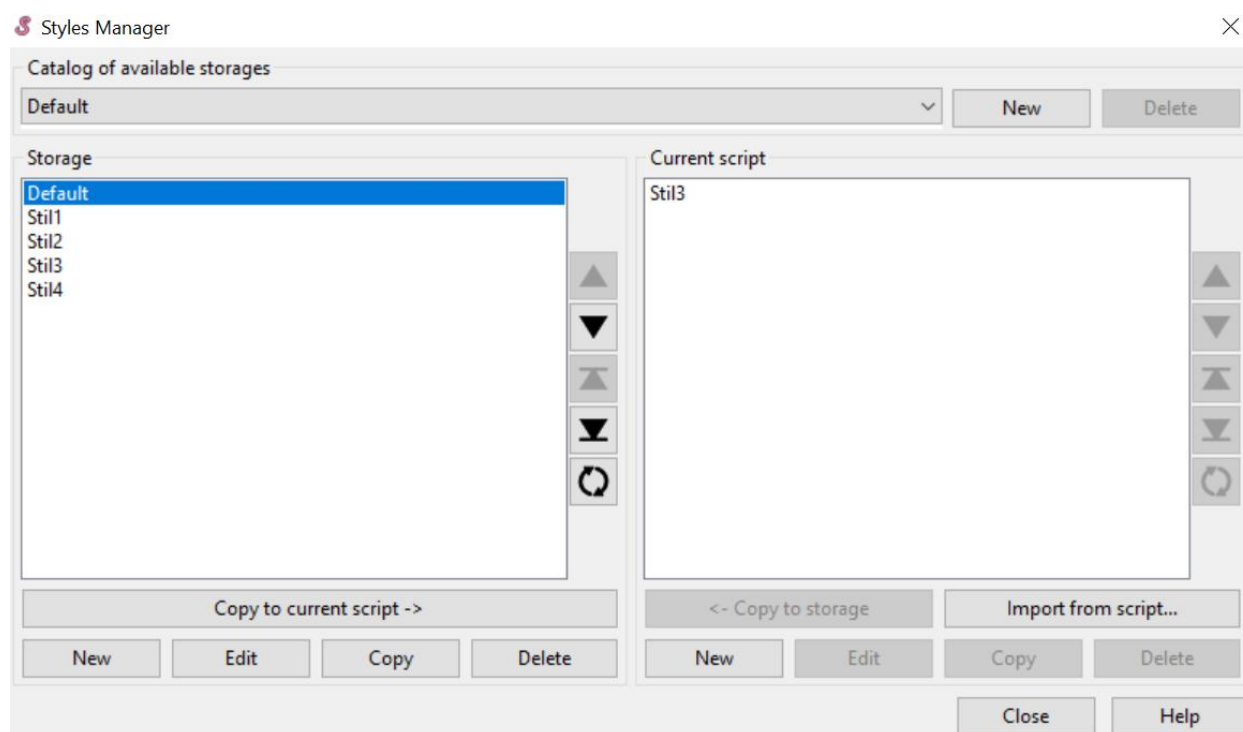 Styles Manager
Catalog of available storages
Default
New
Delete
Storage
Default
Stil1
Stil2
Stil3
Stil4
Copy to current script ->
New
Edit
Copy
Delete
Current script
Stil3
<- Copy to storage
Import from script...
New
Edit
Copy
Delete
Close
Help